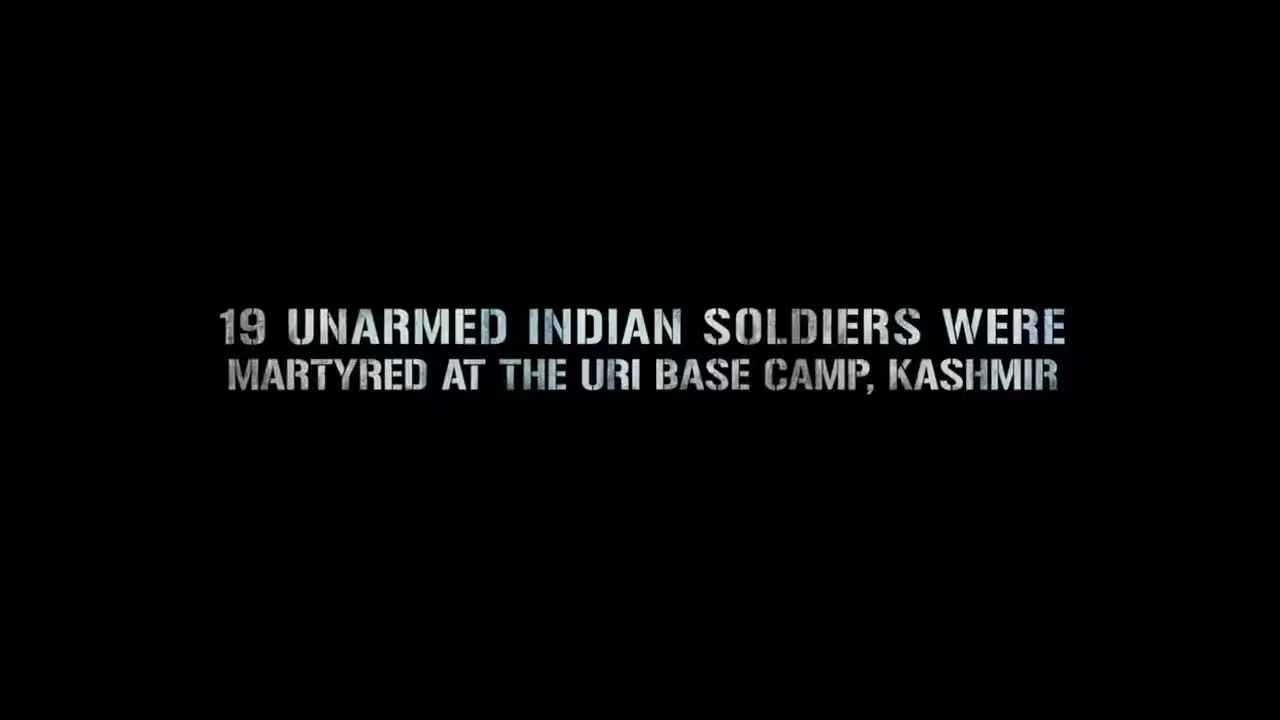 19 UNARMED INDIAN SOLDIERS WERE
MARTYRED AT THE URI BASE CAMP, KASHMIR